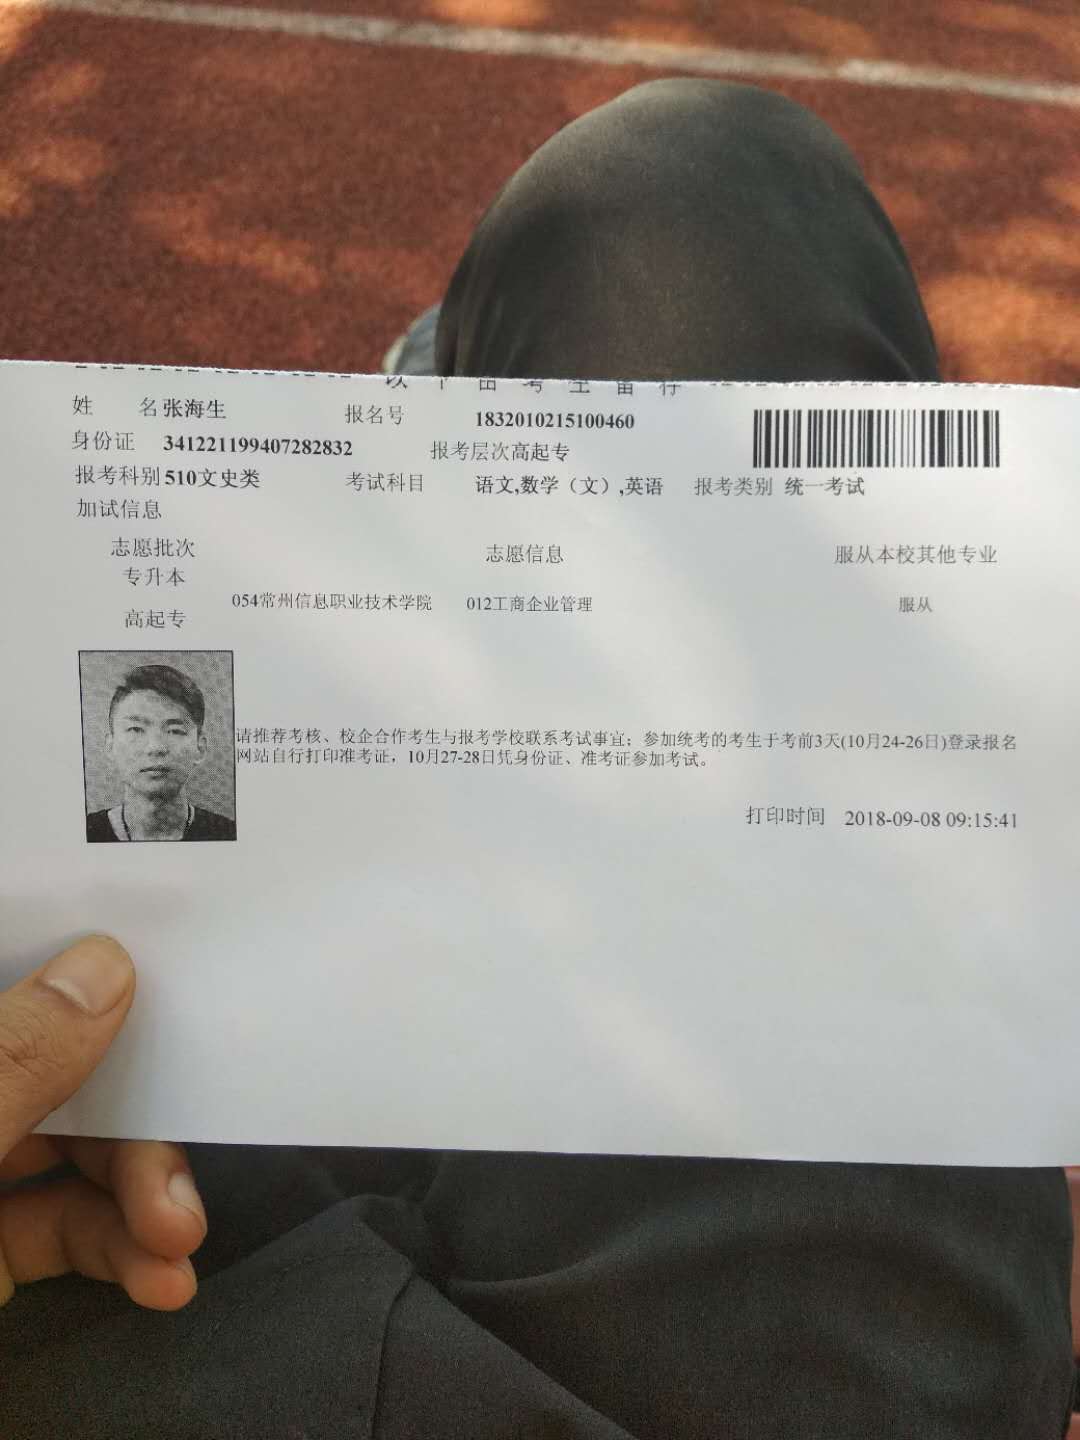 以下由考生留存
姓 名 张海生 报名号 1832010215100460
身份证 341221199407282832 报考层次高起专
报考科别 510文史类 考试科目 语文,数学（文）,英语 报考类别 统一考试
加试信息
志愿批次 志愿信息 服从本校其他专业
专升本
高起专 054常州信息职业技术学院 012工商企业管理 服从
请推荐考核、校企合作考生与报考学校联系考试事宜；参加统考的考生于考前3天(10月24-26日)登录报名
网站自行打印准考证，10月27-28日凭身份证、准考证参加考试。
打印时间 2018-09-08 09:15:41